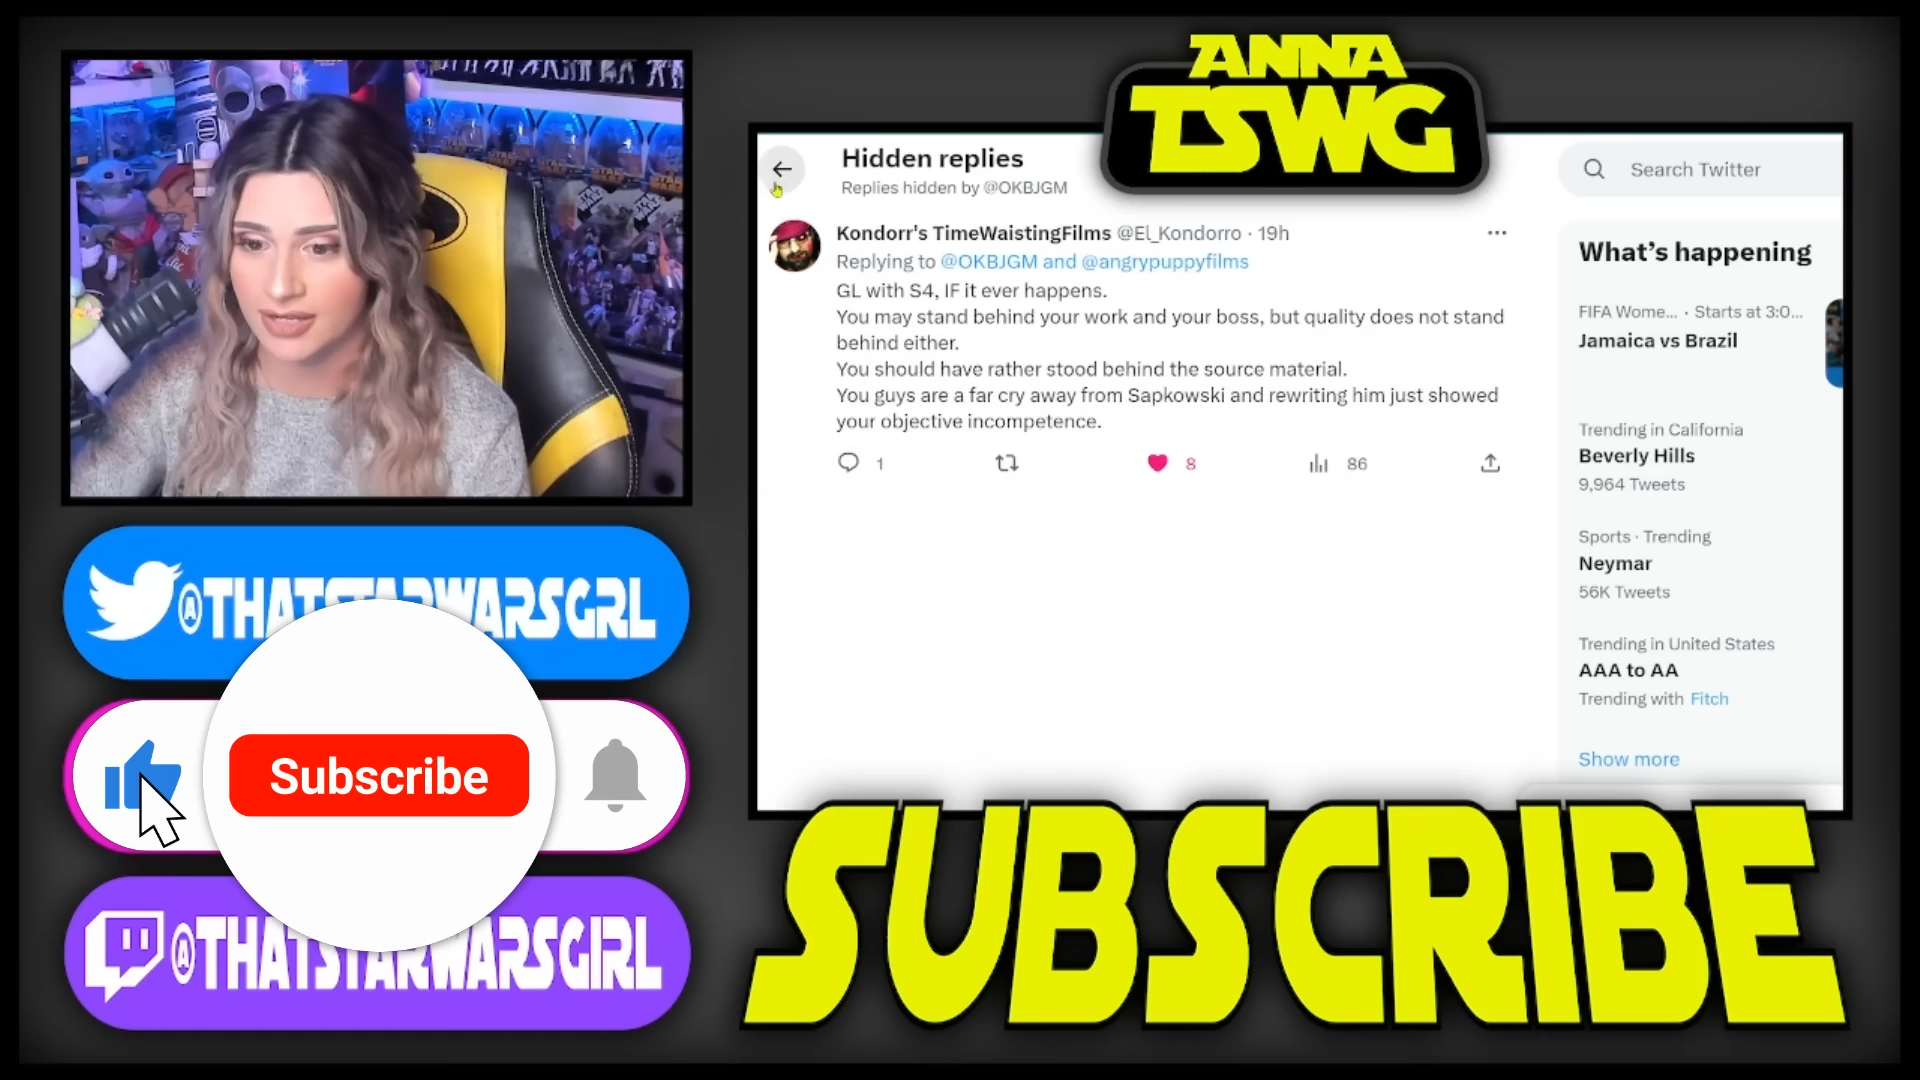 ANNA
TSWG
Hidden replies
Replies hidden by @OKBJGM
Kondorr's TimeWaistingFilms @El_Kondorro · 19h
Replying to @OKBJGM and @angrypuppyfilms
GL with S4, IF it ever happens.
You may stand behind your work and your boss, but quality does not stand
behind either.
You should have rather stood behind the source material.
You guys are a far cry away from Sapkowski and rewriting him just showed
your objective incompetence.
1 8 86
Search Twitter
What's happening
FIFA Wome... · Starts at 3:0...
Jamaica vs Brazil
Trending in California
Beverly Hills
9,964 Tweets
Sports · Trending
Neymar
56K Tweets
Trending in United States
AAA to AA
Trending with Fitch
Show more
@THATSTARWARSGRL
Subscribe
@THATSTARWARSGIRL
SUBSCRIBE